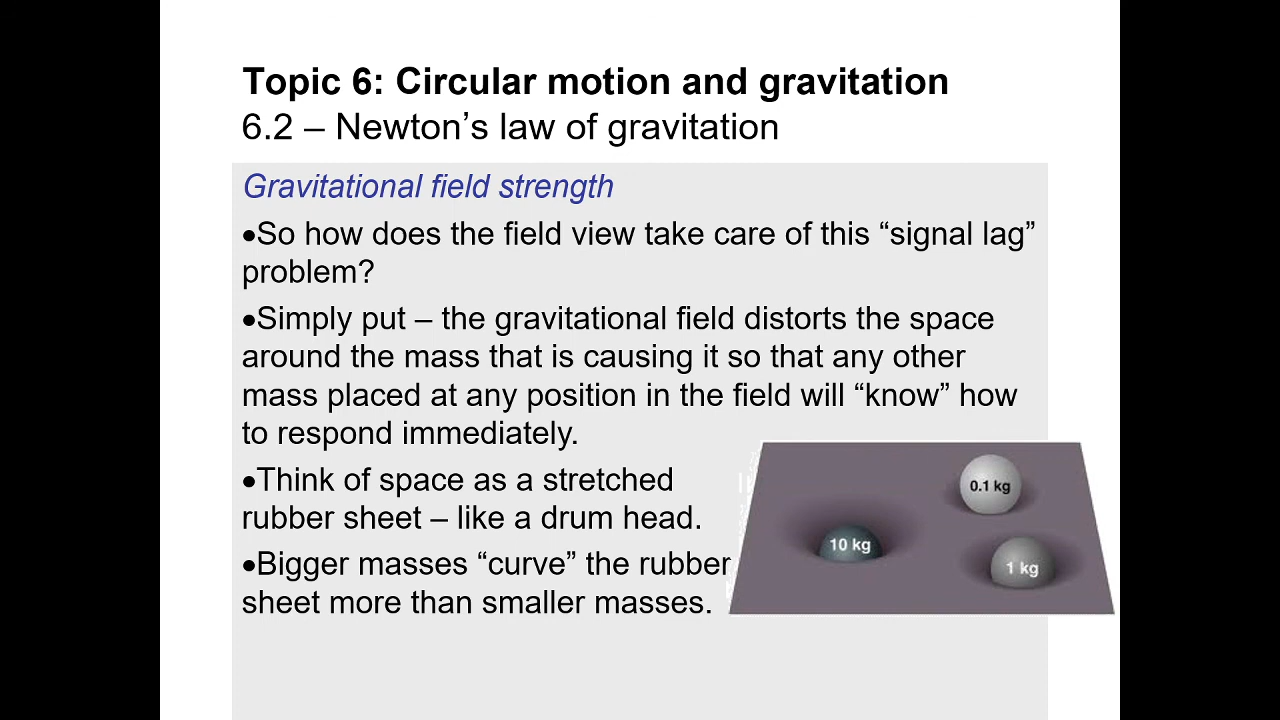 Topic 6: Circular motion and gravitation
6.2 – Newton’s law of gravitation
Gravitational field strength
•So how does the field view take care of this “signal lag”
problem?
•Simply put – the gravitational field distorts the space
around the mass that is causing it so that any other
mass placed at any position in the field will “know” how
to respond immediately.
•Think of space as a stretched
rubber sheet – like a drum head.
•Bigger masses “curve” the rubber
sheet more than smaller masses.
0.1 kg
10 kg
1 kg